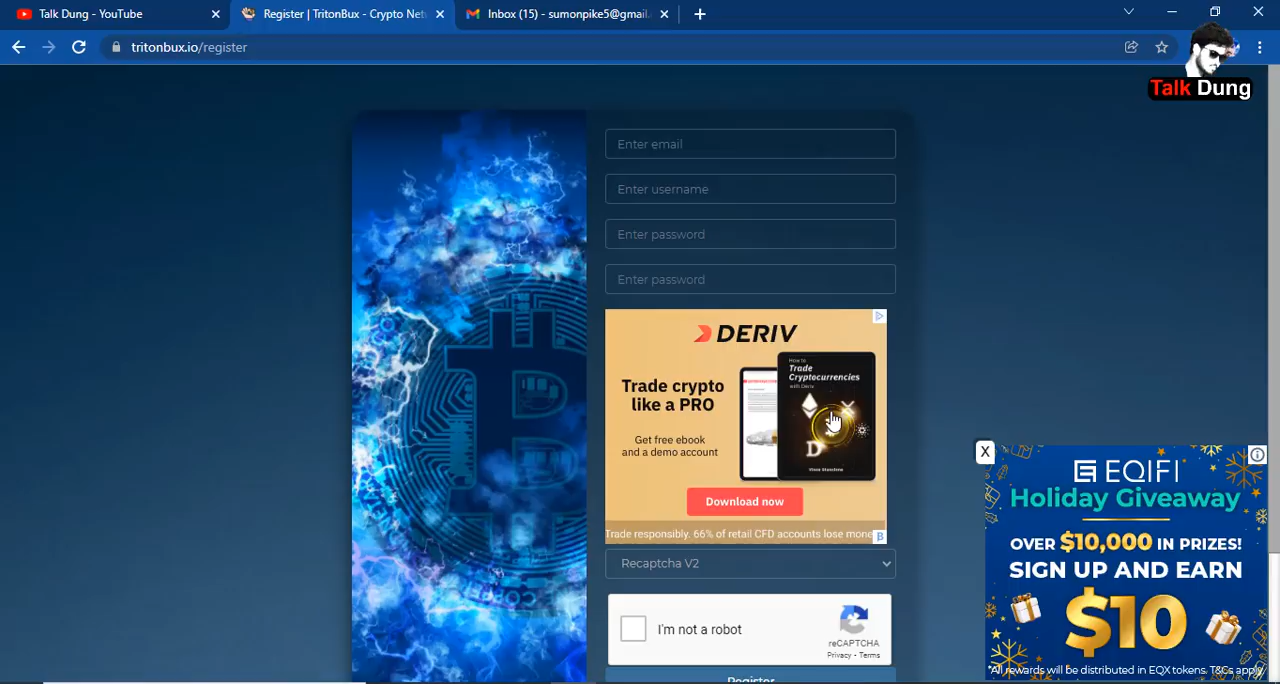 Talk Dung - YouTube
Register | TritonBux - Crypto Net
Inbox (15) - sumonpike5@gmail.
tritonbux.io/register
Talk Dung
Enter email
Enter username
Enter password
Enter password
DERIV
Trade crypto
like a PRO
Get free ebook
and a demo account
How to
Trade
Cryptocurrencies
with Deriv
Download now
Trade responsibly. 66% of retail CFD accounts lose mone
Recaptcha V2
I'm not a robot
reCAPTCHA
Privacy - Terms
Register
X
EQIFI
Holiday Giveaway
OVER $10,000 IN PRIZES!
SIGN UP AND EARN
$10
*All rewards will be distributed in EQX tokens. T&Cs apply